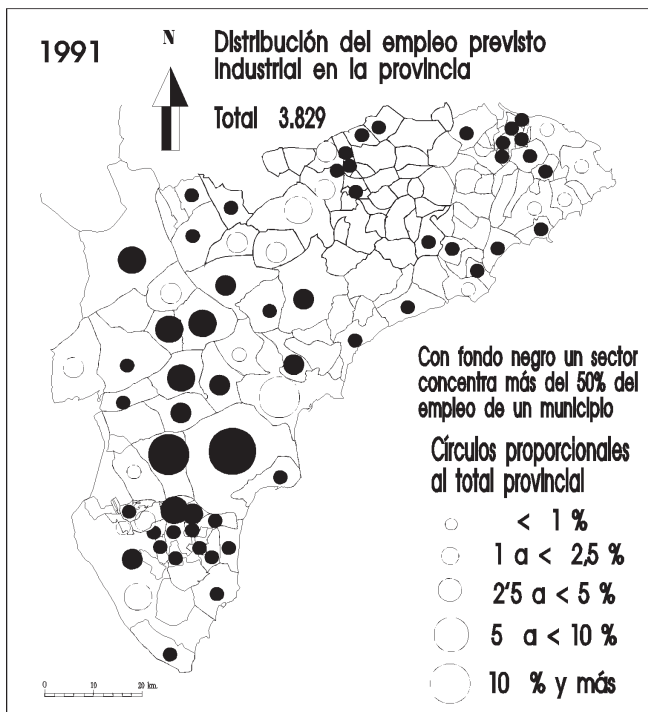 1991
N
Distribución del empleo previsto
industrial en la provincia
Total 3.829
Con fondo negro un sector
concentra más del 50% del
empleo de un municipio
Círculos proporcionales
al total provincial
< 1 %
1 a < 2,5 %
2'5 a < 5 %
5 a < 10 %
10 % y más
0 10 20 km.